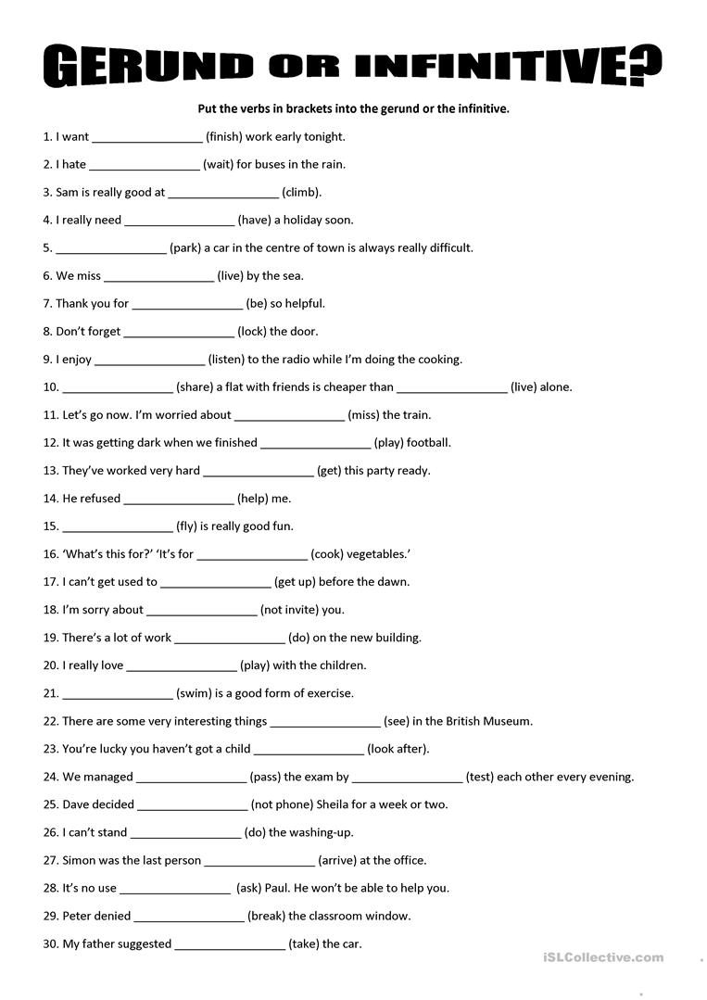 GERUND OR INFINITIVE?
Put the verbs in brackets into the gerund or the infinitive.
1. I want _________________ (finish) work early tonight.
2. I hate _________________ (wait) for buses in the rain.
3. Sam is really good at _________________ (climb).
4. I really need _________________ (have) a holiday soon.
5. _________________ (park) a car in the centre of town is always really difficult.
6. We miss _________________ (live) by the sea.
7. Thank you for _________________ (be) so helpful.
8. Don’t forget _________________ (lock) the door.
9. I enjoy _________________ (listen) to the radio while I’m doing the cooking.
10. _________________ (share) a flat with friends is cheaper than _________________ (live) alone.
11. Let’s go now. I’m worried about _________________ (miss) the train.
12. It was getting dark when we finished _________________ (play) football.
13. They’ve worked very hard _________________ (get) this party ready.
14. He refused _________________ (help) me.
15. _________________ (fly) is really good fun.
16. ‘What’s this for?’ ‘It’s for _________________ (cook) vegetables.’
17. I can’t get used to _________________ (get up) before the dawn.
18. I’m sorry about _________________ (not invite) you.
19. There’s a lot of work _________________ (do) on the new building.
20. I really love _________________ (play) with the children.
21. _________________ (swim) is a good form of exercise.
22. There are some very interesting things _________________ (see) in the British Museum.
23. You’re lucky you haven’t got a child _________________ (look after).
24. We managed _________________ (pass) the exam by _________________ (test) each other every evening.
25. Dave decided _________________ (not phone) Sheila for a week or two.
26. I can’t stand _________________ (do) the washing-up.
27. Simon was the last person _________________ (arrive) at the office.
28. It’s no use _________________ (ask) Paul. He won’t be able to help you.
29. Peter denied _________________ (break) the classroom window.
30. My father suggested _________________ (take) the car.
iSLCollective.com